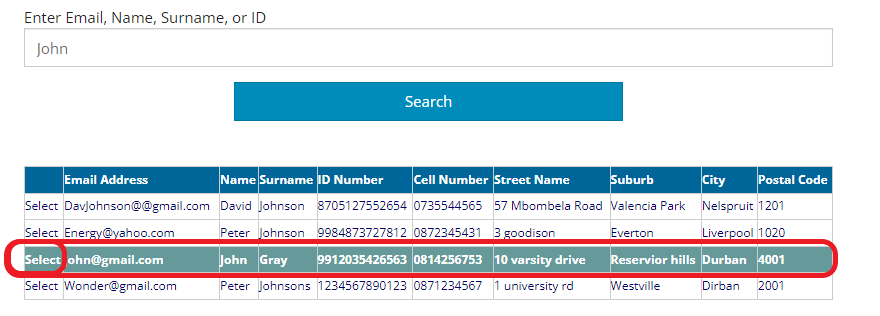 Enter Email, Name, Surname, or ID
John
Search
Email Address Name Surname ID Number Cell Number Street Name Suburb City Postal Code
Select DavJohnson@@gmail.com David Johnson 8705127552654 0735544565 57 Mbombela Road Valencia Park Nelspruit 1201
Select Energy@yahoo.com Peter Johnson 9984873727812 0872345431 3 goodison Everton Liverpool 1020
Select John@gmail.com John Gray 9912035426563 0814256753 10 varsity drive Reservior hills Durban 4001
Select Wonder@gmail.com Peter Johnsons 1234567890123 0871234567 1 university rd Westville Dirban 2001